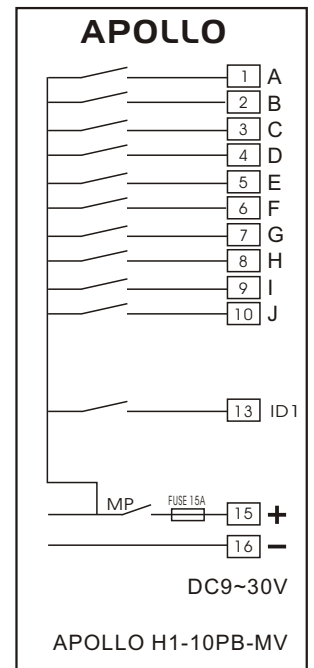 APOLLO
1 A
2 B
3 C
4 D
5 E
6 F
7 G
8 H
9 I
10 J
13 ID1
MP FUSE 15A 15 +
16 −
DC9~30V
APOLLO H1-10PB-MV